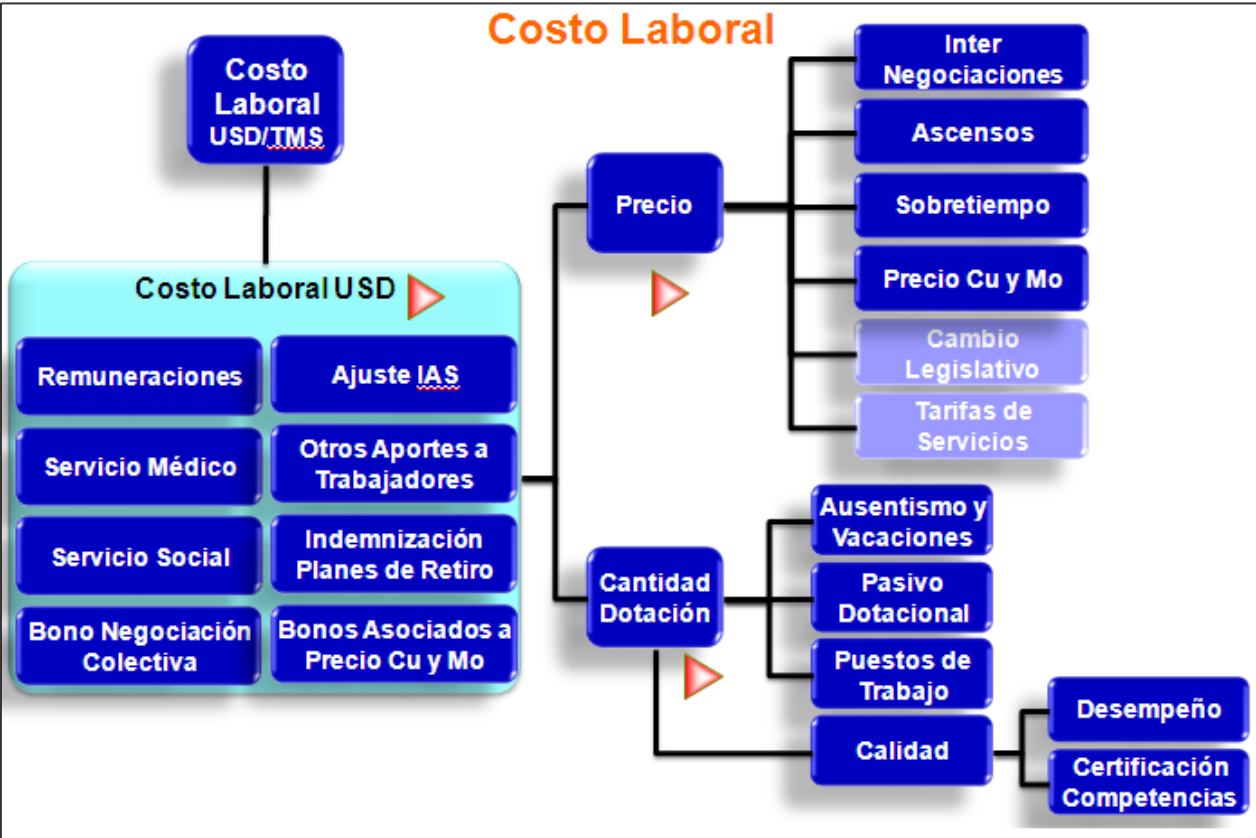 Costo Laboral
Costo
Laboral
USD/TMS
Costo Laboral USD
Remuneraciones
Ajuste IAS
Servicio Médico
Otros Aportes a
Trabajadores
Servicio Social
Indemnización
Planes de Retiro
Bono Negociación
Colectiva
Bonos Asociados a
Precio Cu y Mo
Precio
Inter
Negociaciones
Ascensos
Sobretiempo
Precio Cu y Mo
Cambio
Legislativo
Tarifas de
Servicios
Cantidad
Dotación
Ausentismo y
Vacaciones
Pasivo
Dotacional
Puestos de
Trabajo
Calidad
Desempeño
Certificación
Competencias